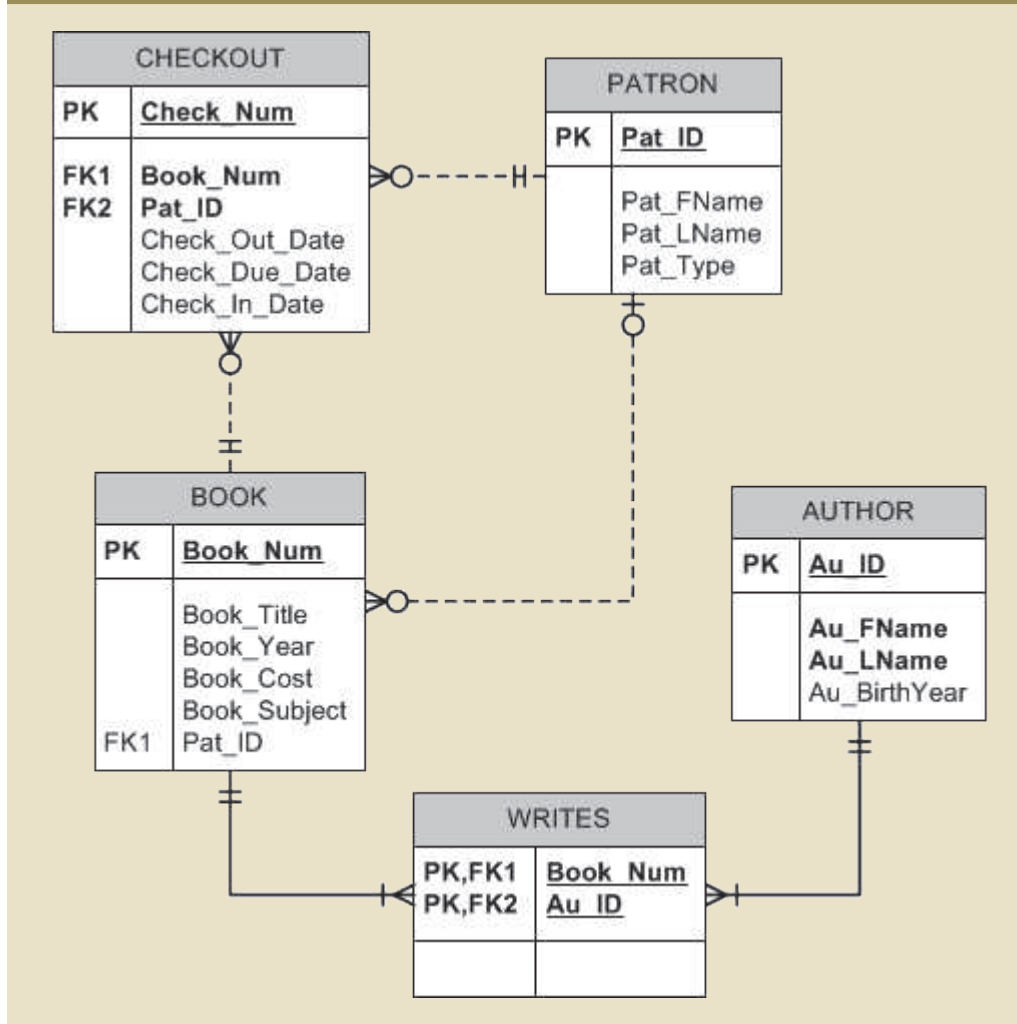 CHECKOUT
PK Check_Num
FK1 Book_Num
FK2 Pat_ID
Check_Out_Date
Check_Due_Date
Check_In_Date
PATRON
PK Pat_ID
Pat_FName
Pat_LName
Pat_Type
BOOK
PK Book_Num
Book_Title
Book_Year
Book_Cost
Book_Subject
FK1 Pat_ID
AUTHOR
PK Au_ID
Au_FName
Au_LName
Au_BirthYear
WRITES
PK,FK1 Book_Num
PK,FK2 Au_ID